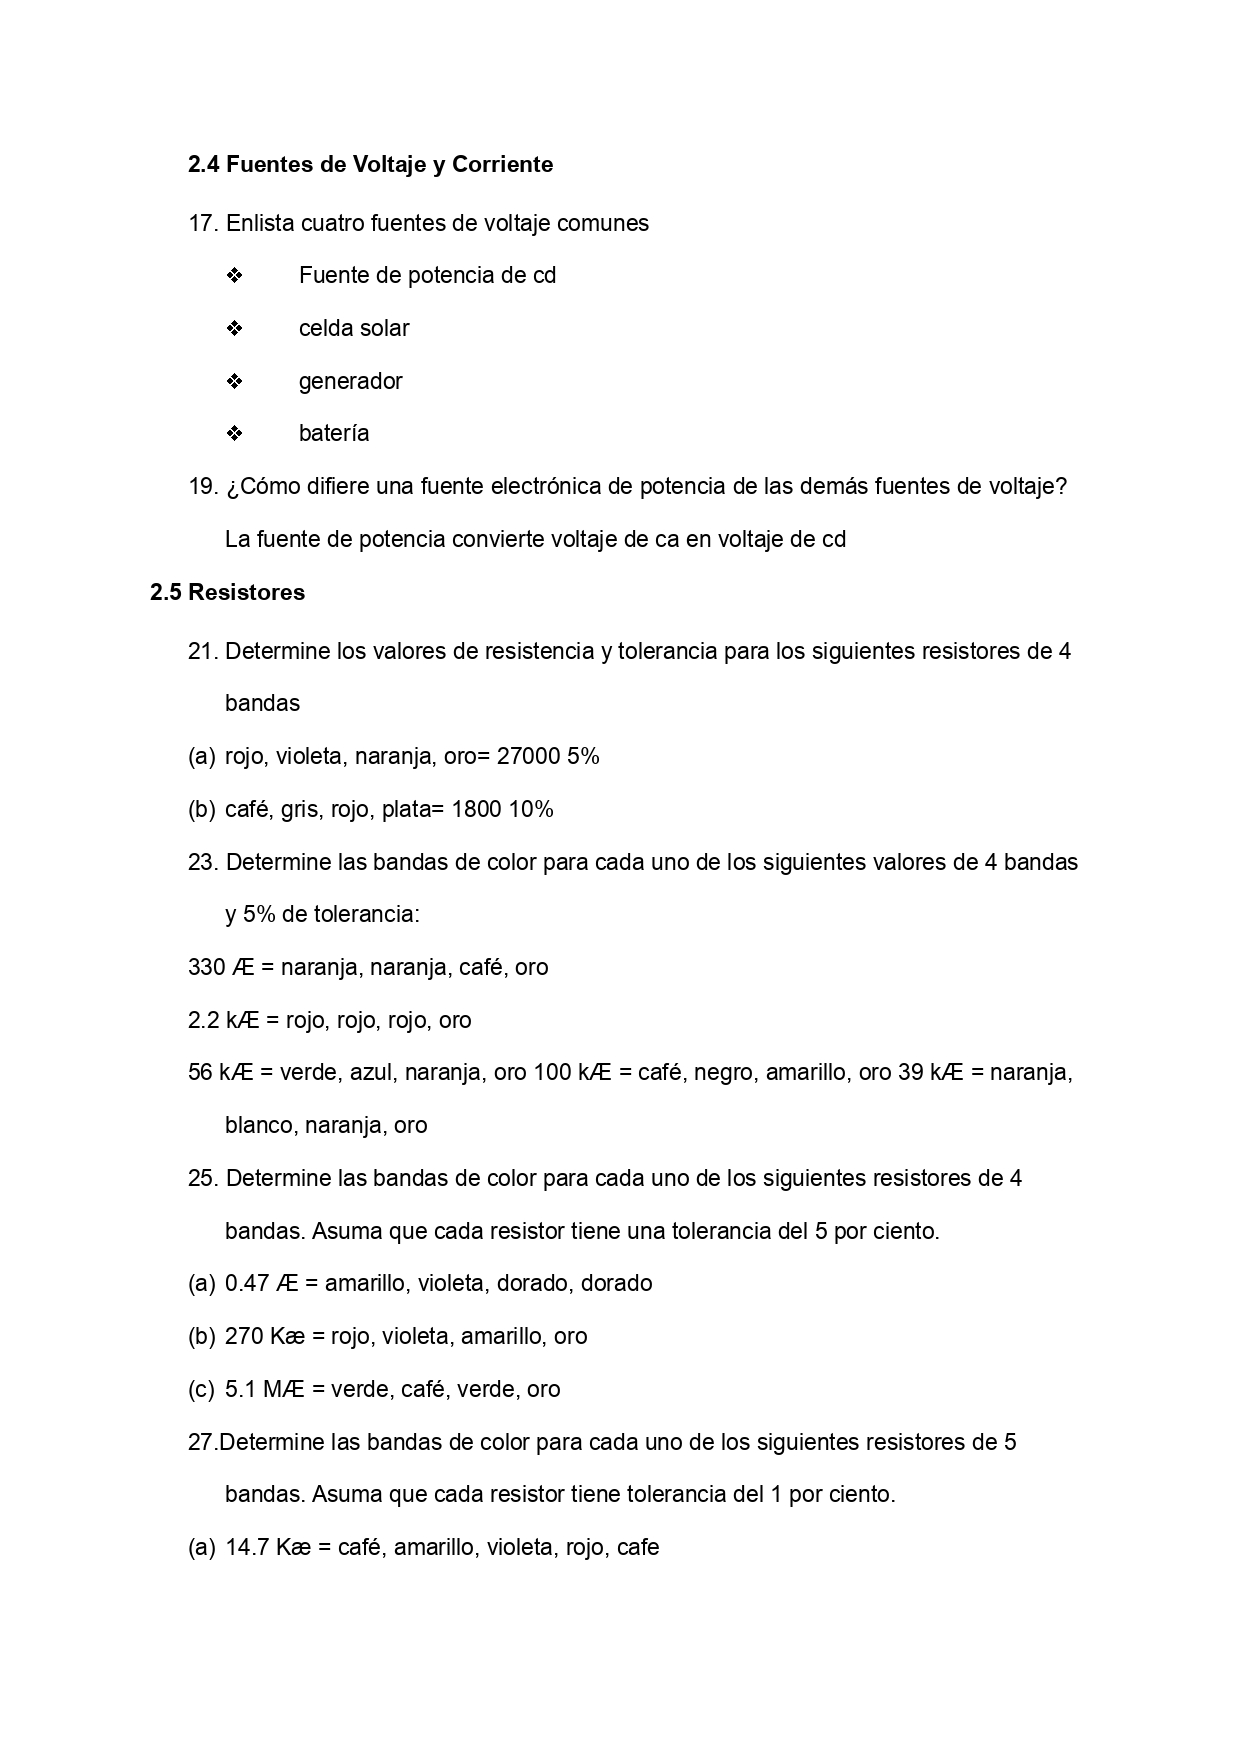 2.4 Fuentes de Voltaje y Corriente
17. Enlista cuatro fuentes de voltaje comunes
❖ Fuente de potencia de cd
❖ celda solar
❖ generador
❖ batería
19. ¿Cómo difiere una fuente electrónica de potencia de las demás fuentes de voltaje?
La fuente de potencia convierte voltaje de ca en voltaje de cd
2.5 Resistores
21. Determine los valores de resistencia y tolerancia para los siguientes resistores de 4
bandas
(a) rojo, violeta, naranja, oro= 27000 5%
(b) café, gris, rojo, plata= 1800 10%
23. Determine las bandas de color para cada uno de los siguientes valores de 4 bandas
y 5% de tolerancia:
330 Æ = naranja, naranja, café, oro
2.2 kÆ = rojo, rojo, rojo, oro
56 kÆ = verde, azul, naranja, oro 100 kÆ = café, negro, amarillo, oro 39 kÆ = naranja,
blanco, naranja, oro
25. Determine las bandas de color para cada uno de los siguientes resistores de 4
bandas. Asuma que cada resistor tiene una tolerancia del 5 por ciento.
(a) 0.47 Æ = amarillo, violeta, dorado, dorado
(b) 270 Kæ = rojo, violeta, amarillo, oro
(c) 5.1 MÆ = verde, café, verde, oro
27.Determine las bandas de color para cada uno de los siguientes resistores de 5
bandas. Asuma que cada resistor tiene tolerancia del 1 por ciento.
(a) 14.7 Kæ = café, amarillo, violeta, rojo, cafe